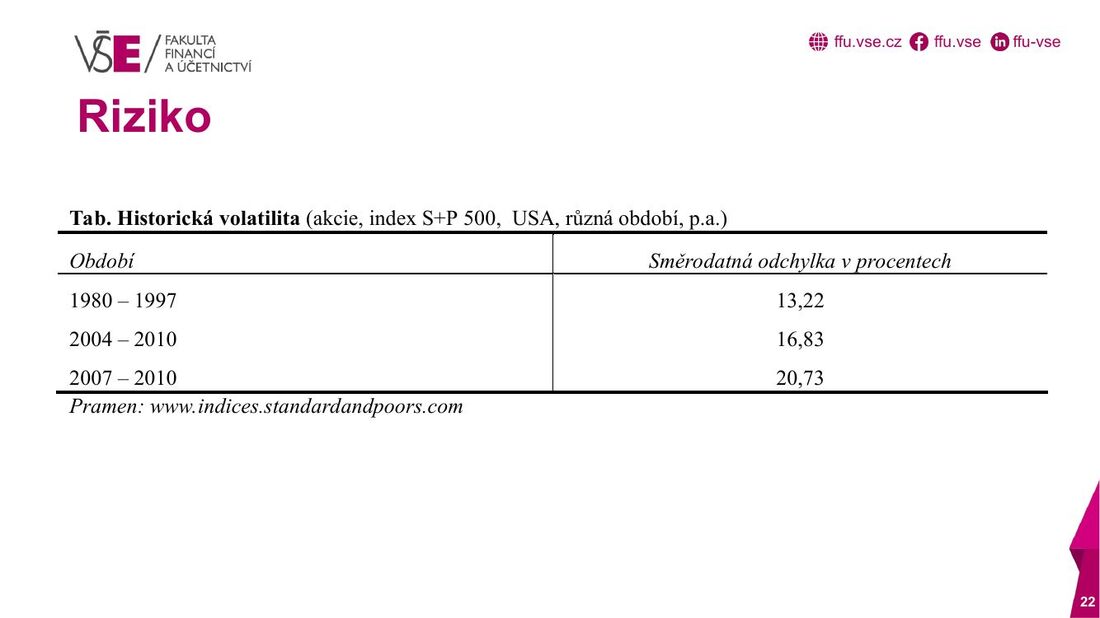 VŠE / FAKULTA
FINANCÍ
A ÚČETNICTVÍ
ffu.vse.cz ffu.vse ffu-vse
Riziko
Tab. Historická volatilita (akcie, index S+P 500, USA, různá období, p.a.)
Období Směrodatná odchylka v procentech
1980 – 1997 13,22
2004 – 2010 16,83
2007 – 2010 20,73
Pramen: www.indices.standardandpoors.com
22